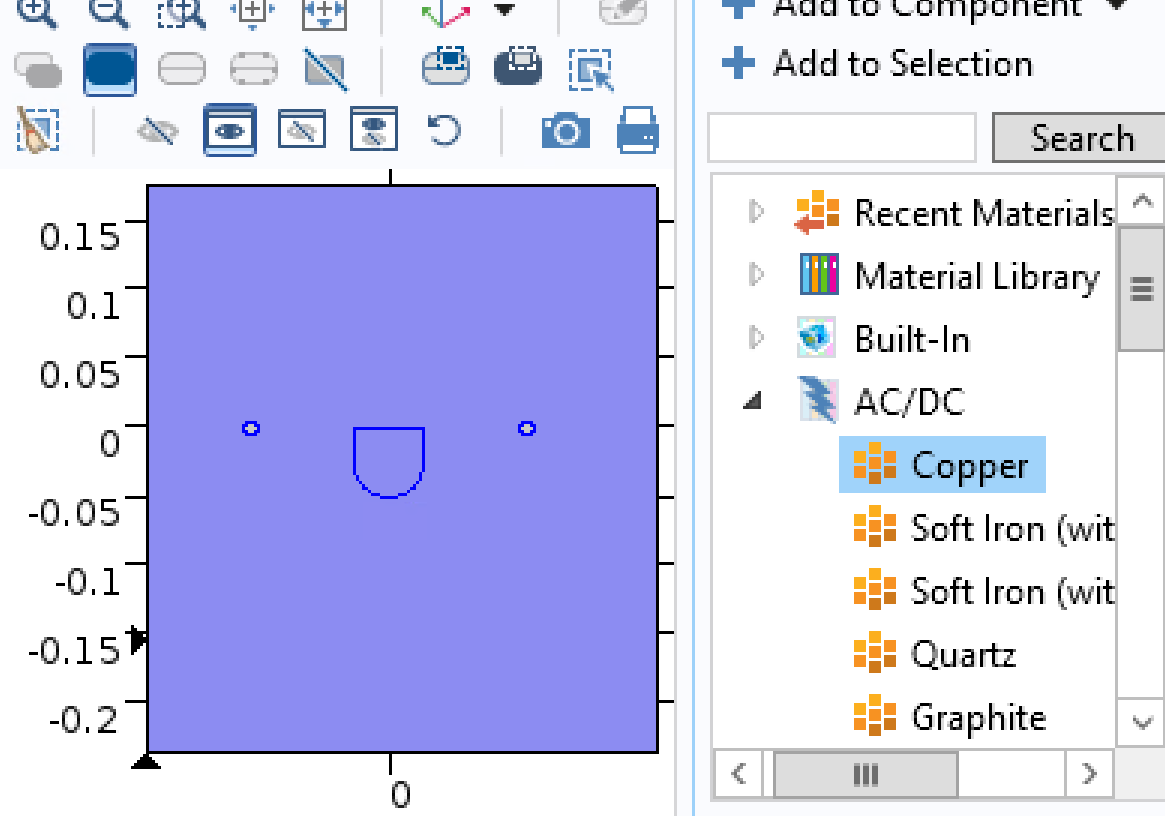 Add to Component
Add to Selection
Search
0.15
0.1
0.05
0
-0.05
-0.1
-0.15
-0.2
0
Recent Materials
Material Library
Built-In
AC/DC
Copper
Soft Iron (wit
Soft Iron (wit
Quartz
Graphite